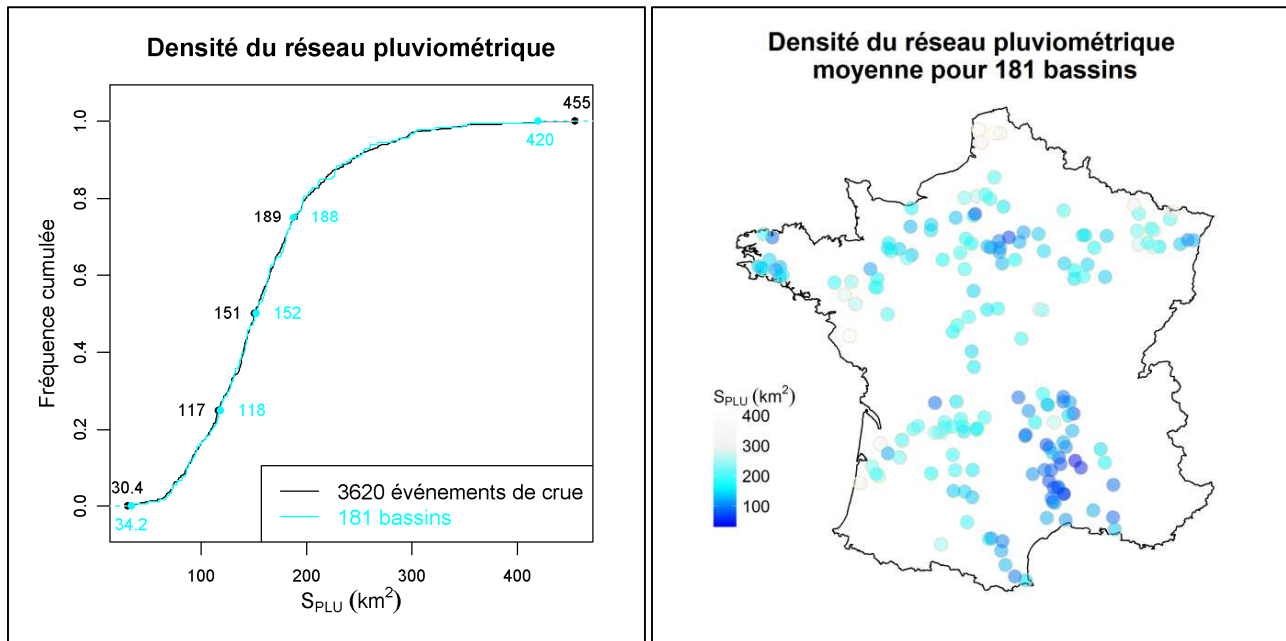 Densité du réseau pluviométrique
Fréquence cumulée
1.0
0.8
0.6
0.4
0.2
0.0
455
420
189 188
151 152
117 118
30.4
34.2
3620 événements de crue
181 bassins
100 200 300 400
S_PLU (km²)
Densité du réseau pluviométrique
moyenne pour 181 bassins
S_PLU (km²)
400
300
200
100